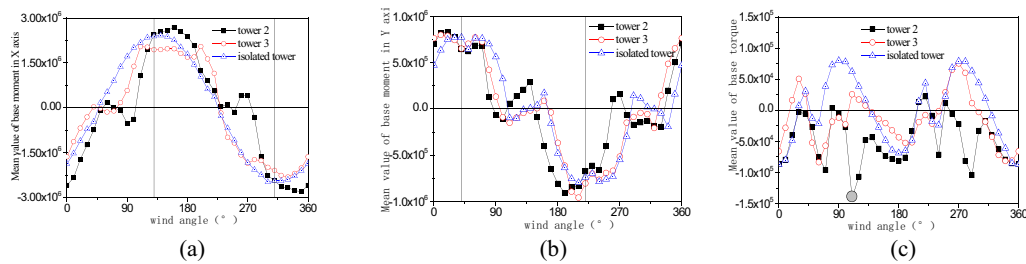 Mean value of base moment in X axis
3.00x10⁶
1.50x10⁶
0.00
-1.50x10⁶
-3.00x10⁶
0 90 180 270 360
wind angle(°)
tower 2
tower 3
isolated tower
(a)
Mean value of base moment in Y axi
1.0x10⁶
5.0x10⁵
0.0
-5.0x10⁵
-1.0x10⁶
0 90 180 270 360
wind angle(°)
tower 2
tower 3
isolated tower
(b)
Mean value of base torque
1.5x10⁵
1.0x10⁵
5.0x10⁴
0.0
-5.0x10⁴
-1.0x10⁵
-1.5x10⁵
0 90 180 270 360
wind angle(°)
tower 2
tower 3
isolated tower
(c)